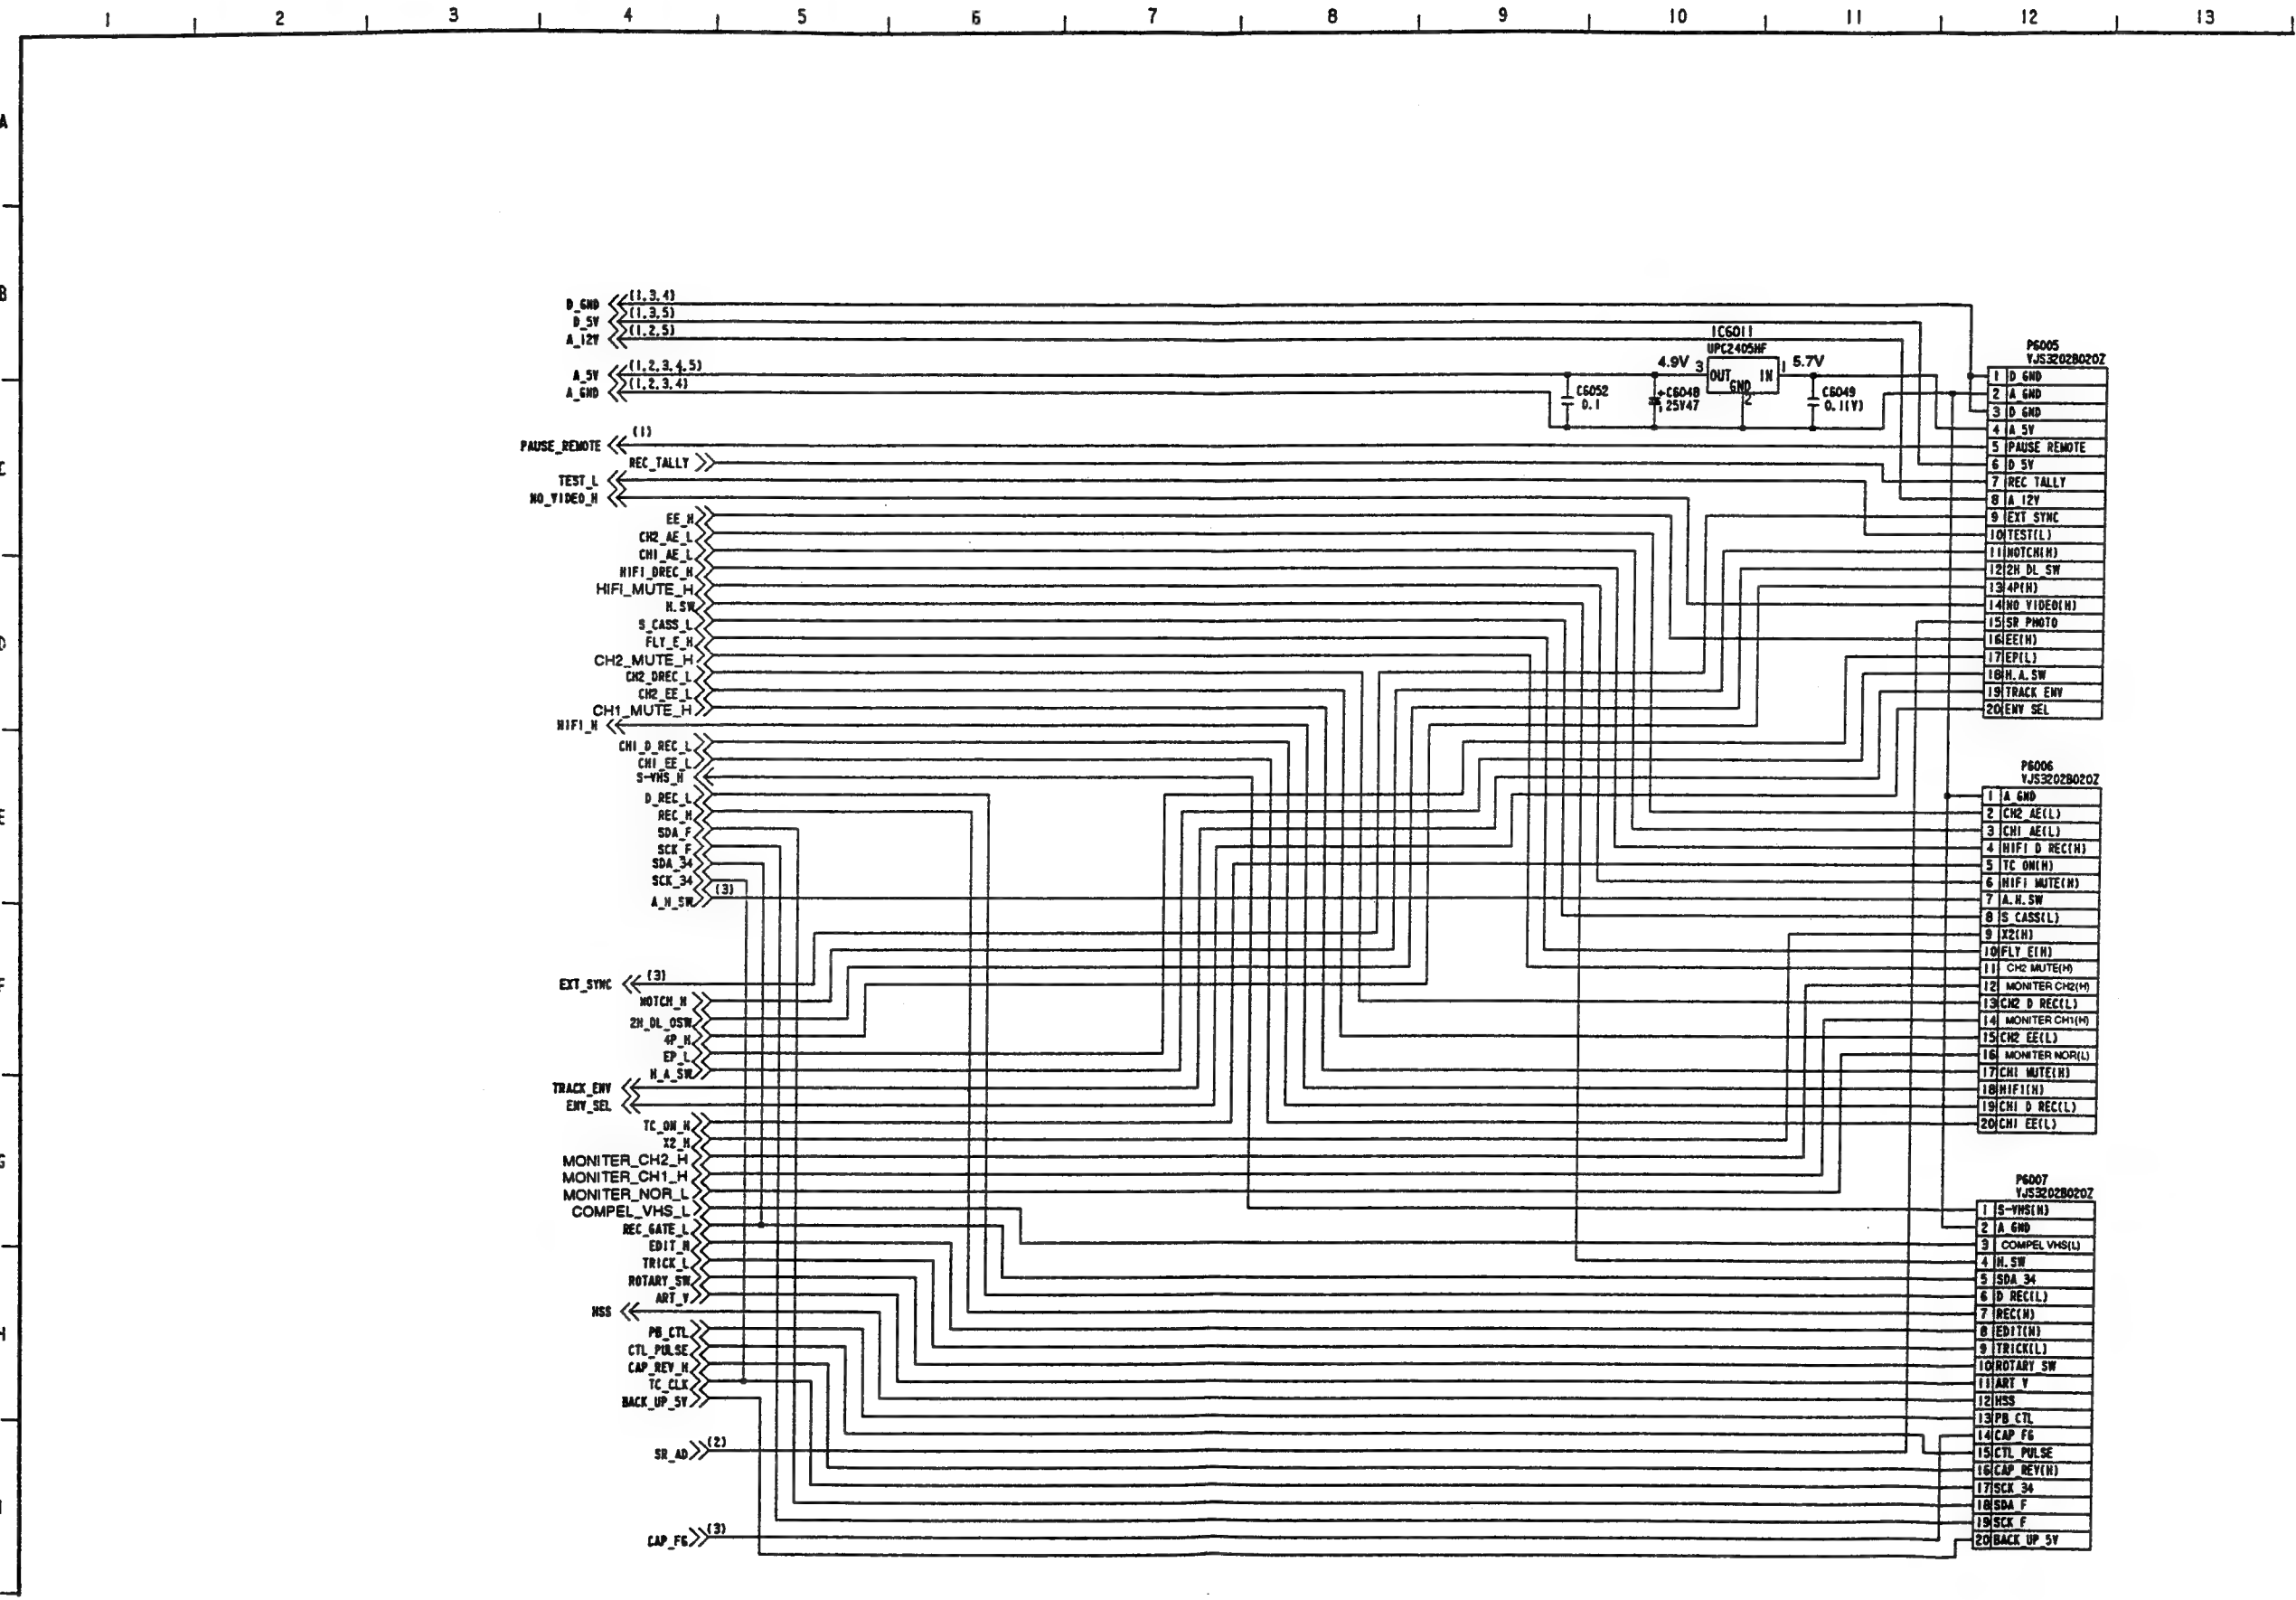 1 2 3 4 5 6 7 8 9 10 11 12 13
A
B
C
D
E
F
G
H
I
D_GND (1,3,4)
D_5V (1,3,5)
A_12V (1,2,5)
A_5V (1,2,3,4,5)
A_GND (1,2,3,4)
PAUSE_REMOTE (1)
REC_TALLY
TEST_L
NO_VIDEO_H
EE_H
CH2_AE_L
CH1_AE_L
HIFI_DREC_H
HIFI_MUTE_H
H.SW
S_CASS_L
FLY_E_H
CH2_MUTE_H
CH2_DREC_L
CH2_EE_L
CH1_MUTE_H
HIFI_H
CH1_D_REC_L
CH1_EE_L
S-VHS_H
D_REC_L
REC_H
SDA_F
SCK_F
SDA_34
SCK_34
A_H_SW (3)
EXT_SYNC (3)
NOTCH_H
2H_DL_OSW
4P_H
EP_L
H_A_SW
TRACK_ENV
ENV_SEL
TC_ON_H
X2_H
MONITER_CH2_H
MONITER_CH1_H
MONITER_NOR_L
COMPEL_VHS_L
REC_GATE_L
EDIT_H
TRICK_L
ROTARY_SW
ART_V
HSS
PB_CTL
CTL_PULSE
CAP_REV_H
TC_CLK
BACK_UP_5V
SR_AD (2)
CAP_FG (3)
IC6011
UPC2405HF
4.9V 3 OUT IN 1 5.7V
GND
2
C6052
0.1
+C6048
25V47
C6049
0.1(V)
P6005
VJS3202B020Z
1 D GND
2 A GND
3 D GND
4 A 5V
5 PAUSE REMOTE
6 D 5V
7 REC TALLY
8 A 12V
9 EXT SYNC
10 TEST(L)
11 NOTCH(H)
12 2H DL SW
13 4P(H)
14 NO VIDEO(H)
15 SR PHOTO
16 EE(H)
17 EP(L)
18 H.A.SW
19 TRACK ENV
20 ENV SEL
P6006
VJS3202B020Z
1 A GND
2 CH2 AE(L)
3 CH1 AE(L)
4 HIFI D REC(H)
5 TC ON(H)
6 HIFI MUTE(H)
7 A.H.SW
8 S CASS(L)
9 X2(H)
10 FLY E(H)
11 CH2 MUTE(H)
12 MONITER CH2(H)
13 CH2 D REC(L)
14 MONITER CH1(H)
15 CH2 EE(L)
16 MONITER NOR(L)
17 CH1 MUTE(H)
18 HIFI(H)
19 CH1 D REC(L)
20 CH1 EE(L)
P6007
VJS3202B020Z
1 S-VHS(H)
2 A GND
3 COMPEL VHS(L)
4 H.SW
5 SDA 34
6 D REC(L)
7 REC(H)
8 EDIT(H)
9 TRICK(L)
10 ROTARY SW
11 ART V
12 HSS
13 PB CTL
14 CAP FG
15 CTL PULSE
16 CAP REV(H)
17 SCK 34
18 SDA F
19 SCK F
20 BACK UP 5V